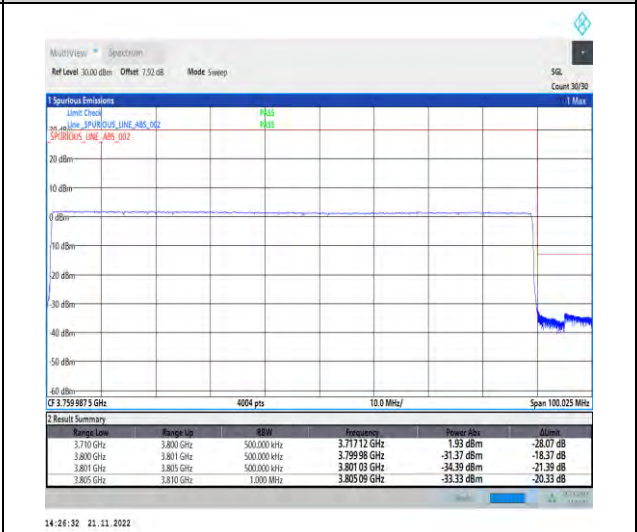 MultiView Spectrum
Ref Level 30.00 dBm Offset 7.92 dB Mode Sweep SGL
Count 30/30
1 Spurious Emissions 1 Max
Limit Check PASS
Line _SPURIOUS_LINE_ABS_002 PASS
_SPURIOUS_LINE_ABS_002
20 dBm
10 dBm
0 dBm
-10 dBm
-20 dBm
-30 dBm
-40 dBm
-50 dBm
-60 dBm
CF 3.759 987 5 GHz 4004 pts 10.0 MHz/ Span 100.025 MHz
2 Result Summary
Range Low Range Up RBW Frequency Power Abs ΔLimit
3.710 GHz 3.800 GHz 500.000 kHz 3.717 12 GHz 1.93 dBm -28.07 dB
3.800 GHz 3.801 GHz 500.000 kHz 3.799 98 GHz -31.37 dBm -18.37 dB
3.801 GHz 3.805 GHz 500.000 kHz 3.801 03 GHz -34.39 dBm -21.39 dB
3.805 GHz 3.810 GHz 1.000 MHz 3.805 09 GHz -33.33 dBm -20.33 dB
14:26:32 21.11.2022